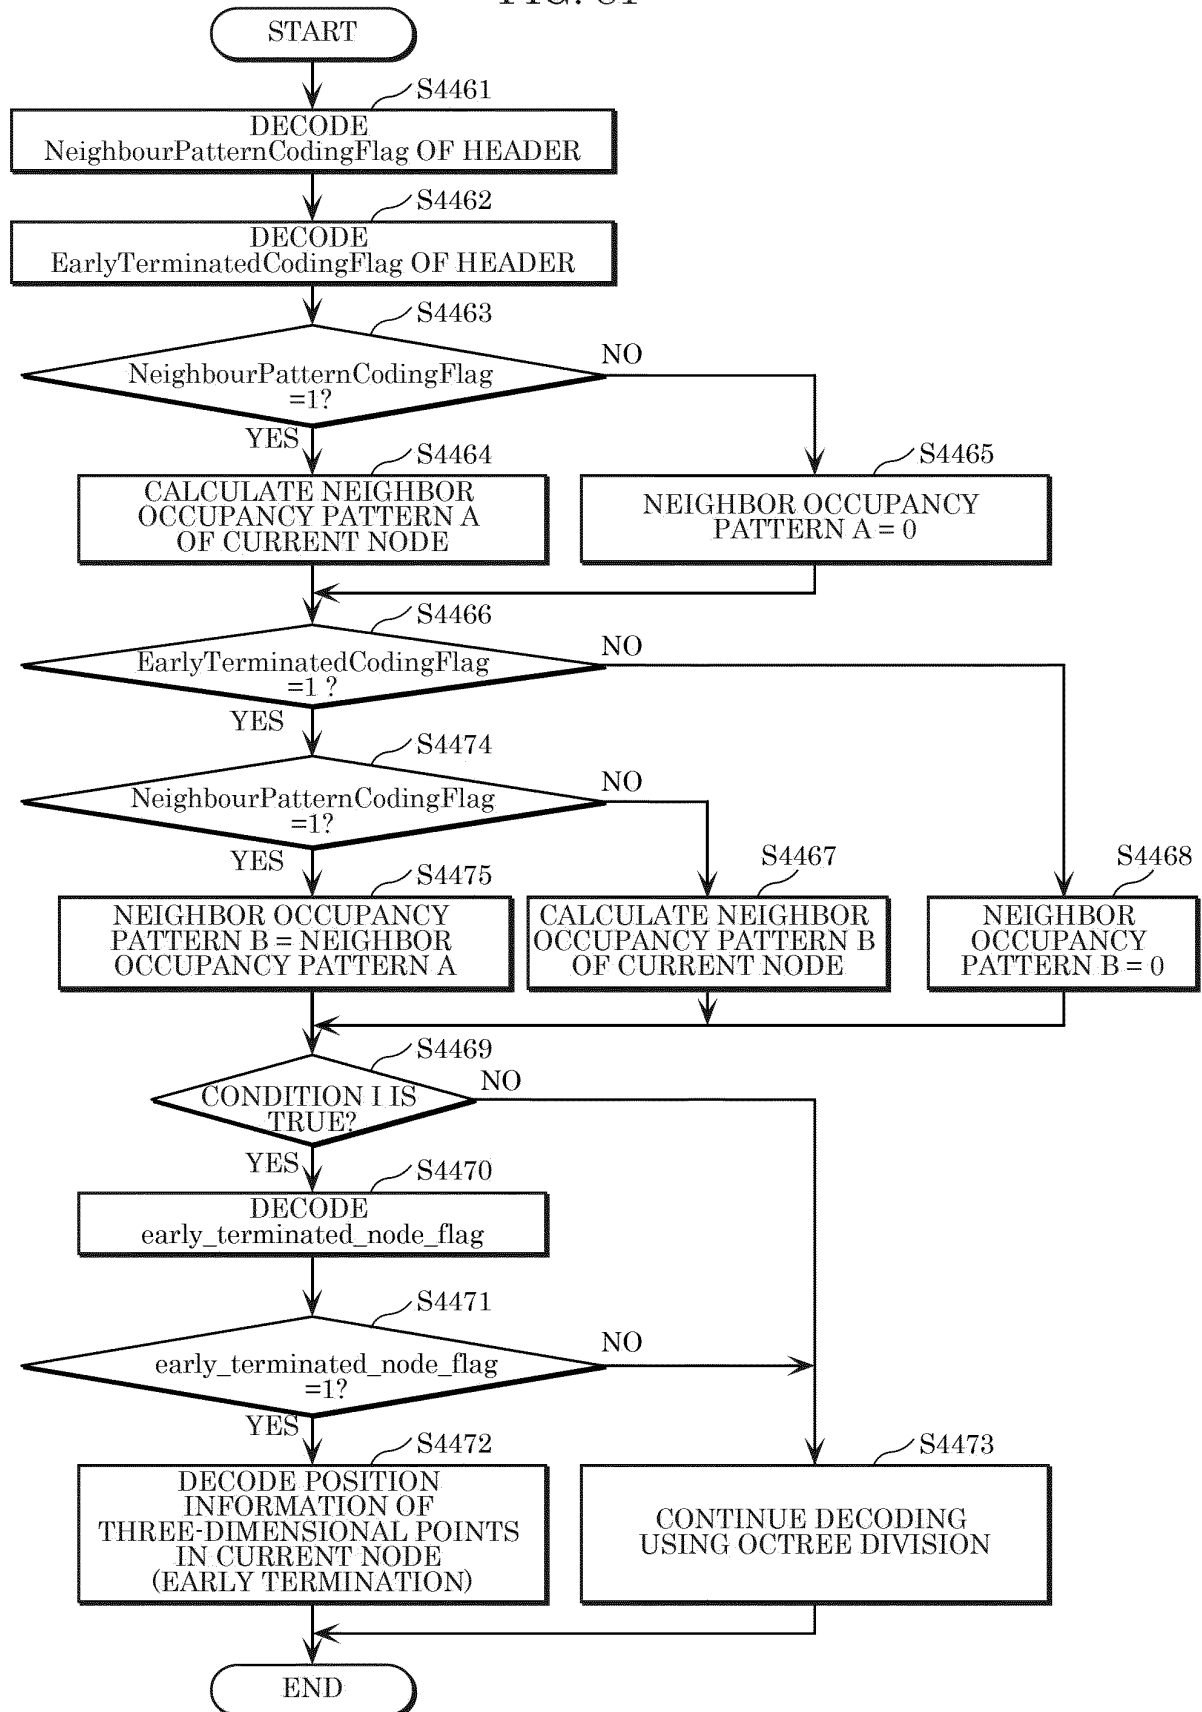 START
S4461
DECODE
NeighbourPatternCodingFlag OF HEADER
S4462
DECODE
EarlyTerminatedCodingFlag OF HEADER
S4463
NeighbourPatternCodingFlag
=1?
NO
YES
S4464
CALCULATE NEIGHBOR
OCCUPANCY PATTERN A
OF CURRENT NODE
S4465
NEIGHBOR OCCUPANCY
PATTERN A = 0
S4466
EarlyTerminatedCodingFlag
=1 ?
NO
YES
S4474
NeighbourPatternCodingFlag
=1?
NO
YES
S4475
NEIGHBOR OCCUPANCY
PATTERN B = NEIGHBOR
OCCUPANCY PATTERN A
S4467
CALCULATE NEIGHBOR
OCCUPANCY PATTERN B
OF CURRENT NODE
S4468
NEIGHBOR
OCCUPANCY
PATTERN B = 0
S4469
CONDITION I IS
TRUE?
NO
YES
S4470
DECODE
early_terminated_node_flag
S4471
early_terminated_node_flag
=1?
NO
YES
S4472
DECODE POSITION
INFORMATION OF
THREE-DIMENSIONAL POINTS
IN CURRENT NODE
(EARLY TERMINATION)
S4473
CONTINUE DECODING
USING OCTREE DIVISION
END